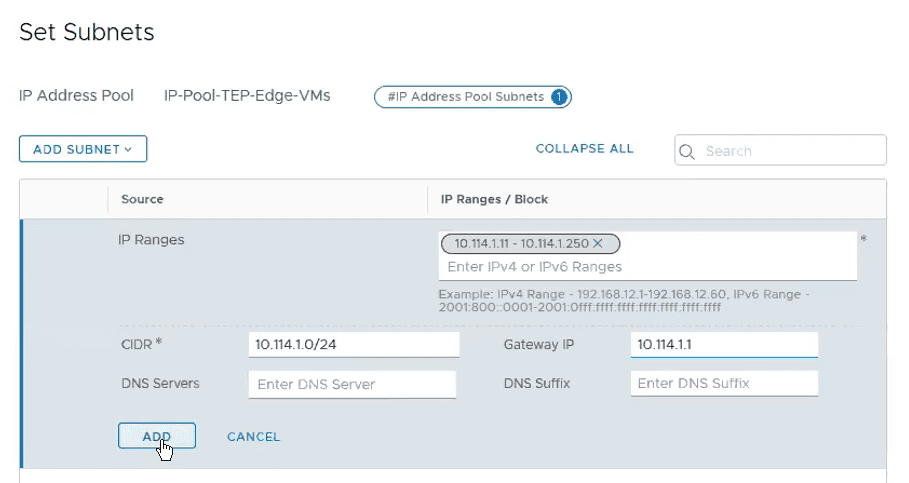 Set Subnets
IP Address Pool IP-Pool-TEP-Edge-VMs #IP Address Pool Subnets 1
ADD SUBNET COLLAPSE ALL Search
Source IP Ranges / Block
IP Ranges 10.114.1.11 - 10.114.1.250 *
Enter IPv4 or IPv6 Ranges
Example: IPv4 Range - 192.168.12.1-192.168.12.60, IPv6 Range -
2001:800::0001-2001:0fff:ffff:ffff:ffff:ffff:ffff:ffff
CIDR * 10.114.1.0/24 Gateway IP 10.114.1.1
DNS Servers Enter DNS Server DNS Suffix Enter DNS Suffix
ADD CANCEL